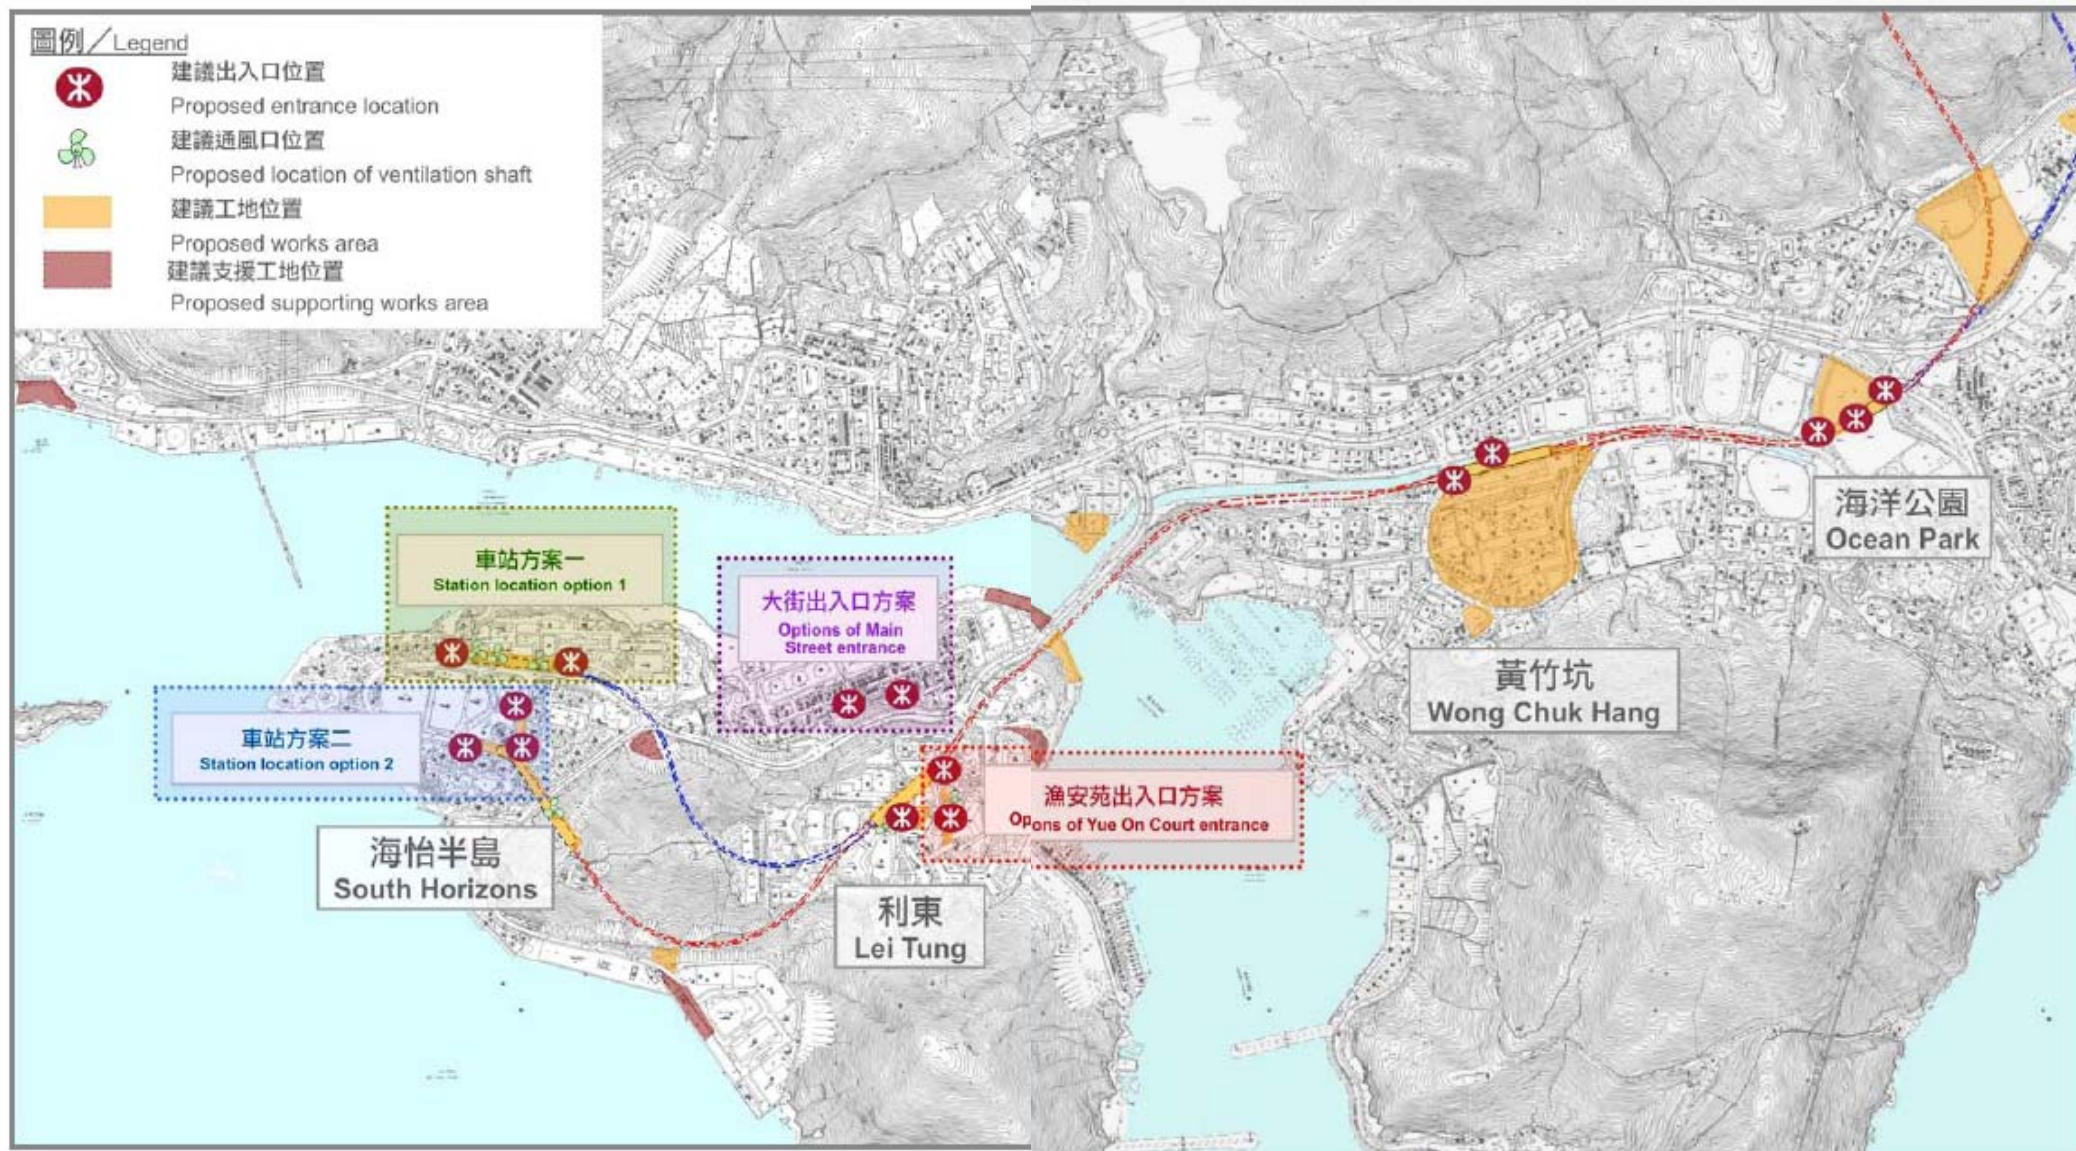 圖例／Legend
建議出入口位置
Proposed entrance location
建議通風口位置
Proposed location of ventilation shaft
建議工地位置
Proposed works area
建議支援工地位置
Proposed supporting works area
車站方案一
Station location option 1
大街出入口方案
Options of Main
Street entrance
車站方案二
Station location option 2
海怡半島
South Horizons
利東
Lei Tung
漁安苑出入口方案
Opons of Yue On Court entrance
黃竹坑
Wong Chuk Hang
海洋公園
Ocean Park